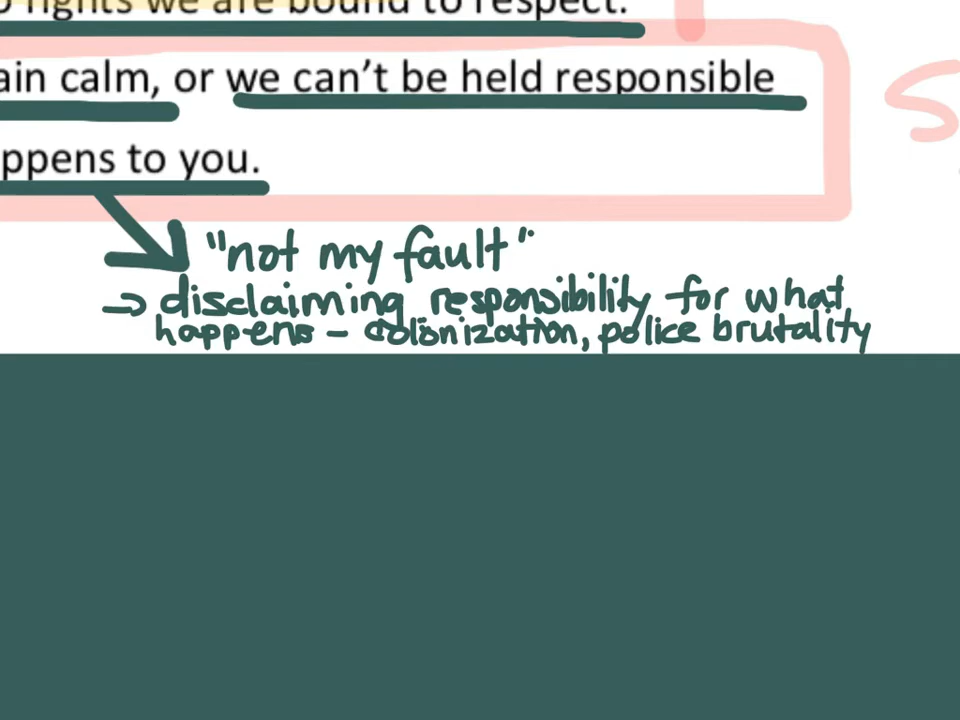 rights we are bound to respect.
ain calm, or we can't be held responsible
ppens to you.
"not my fault"
→ disclaiming responsibility for what
happens – colonization, police brutality